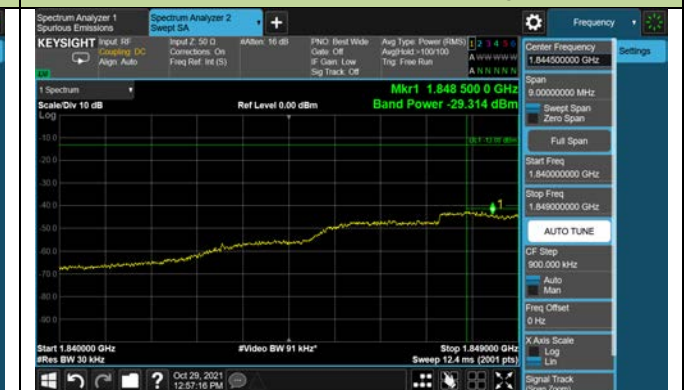 Spectrum Analyzer 1
Spurious Emissions
Spectrum Analyzer 2
Swept SA
Frequency
KEYSIGHT
Input: RF
Coupling: DC
Align: Auto
Input Z: 50 Ω
Corrections: On
Freq Ref: Int (S)
#Atten: 16 dB
PNO: Best Wide
Gate: Off
IF Gain: Low
Sig Track: Off
Avg Type: Power (RMS)
Avg|Hold:>100/100
Trig: Free Run
1 2 3 4 5 6
A W W W W W
A N N N N N
Center Frequency
1.844500000 GHz
Settings
Span
9.00000000 MHz
Swept Span
Zero Span
Full Span
Start Freq
1.840000000 GHz
Stop Freq
1.849000000 GHz
AUTO TUNE
CF Step
900.000 kHz
Auto
Man
Freq Offset
0 Hz
X Axis Scale
Log
Lin
Signal Track
(Span Zoom)
1 Spectrum
Scale/Div 10 dB
Ref Level 0.00 dBm
Mkr1 1.848 500 0 GHz
Band Power -29.314 dBm
Log
-10.0
-20.0
-30.0
-40.0
-50.0
-60.0
-70.0
-80.0
-90.0
1
Start 1.840000 GHz
#Res BW 30 kHz
#Video BW 91 kHz*
Stop 1.849000 GHz
Sweep 12.4 ms (2001 pts)
?
Oct 29, 2021
12:57:16 PM